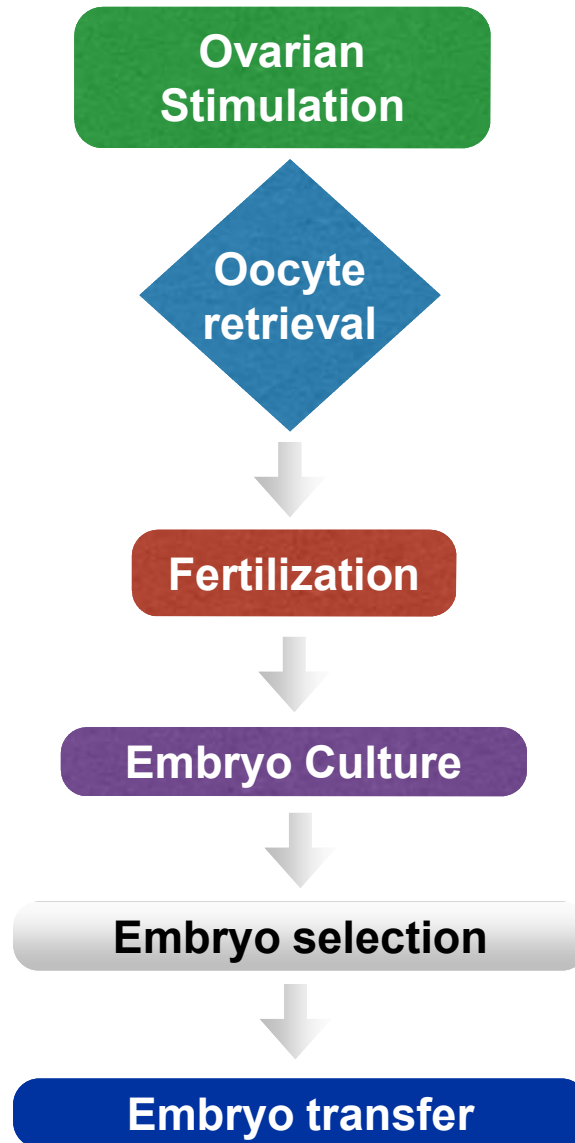 Ovarian
Stimulation
Oocyte
retrieval
Fertilization
Embryo Culture
Embryo selection
Embryo transfer